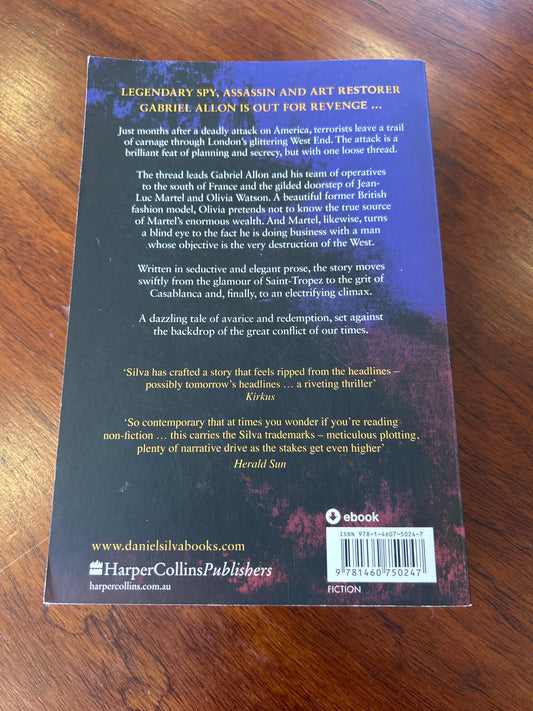 LEGENDARY SPY, ASSASSIN AND ART RESTORER
GABRIEL ALLON IS OUT FOR REVENGE ...
Just months after a deadly attack on America, terrorists leave a trail
of carnage through London's glittering West End. The attack is a
brilliant feat of planning and secrecy, but with one loose thread.
The thread leads Gabriel Allon and his team of operatives
to the south of France and the gilded doorstep of Jean-
Luc Martel and Olivia Watson. A beautiful former British
fashion model, Olivia pretends not to know the true source
of Martel's enormous wealth. And Martel, likewise, turns
a blind eye to the fact he is doing business with a man
whose objective is the very destruction of the West.
Written in seductive and elegant prose, the story moves
swiftly from the glamour of Saint-Tropez to the grit of
Casablanca and, finally, to an electrifying climax.
A dazzling tale of avarice and redemption, set against
the backdrop of the great conflict of our times.
'Silva has crafted a story that feels ripped from the headlines –
possibly tomorrow's headlines ... a riveting thriller'
Kirkus
'So contemporary that at times you wonder if you're reading
non-fiction ... this carries the Silva trademarks – meticulous plotting,
plenty of narrative drive as the stakes get even higher'
Herald Sun
ebook
ISBN 978-1-4607-5024-7
www.danielsilvabooks.com
HarperCollinsPublishers
harpercollins.com.au
9 781460 750247
FICTION